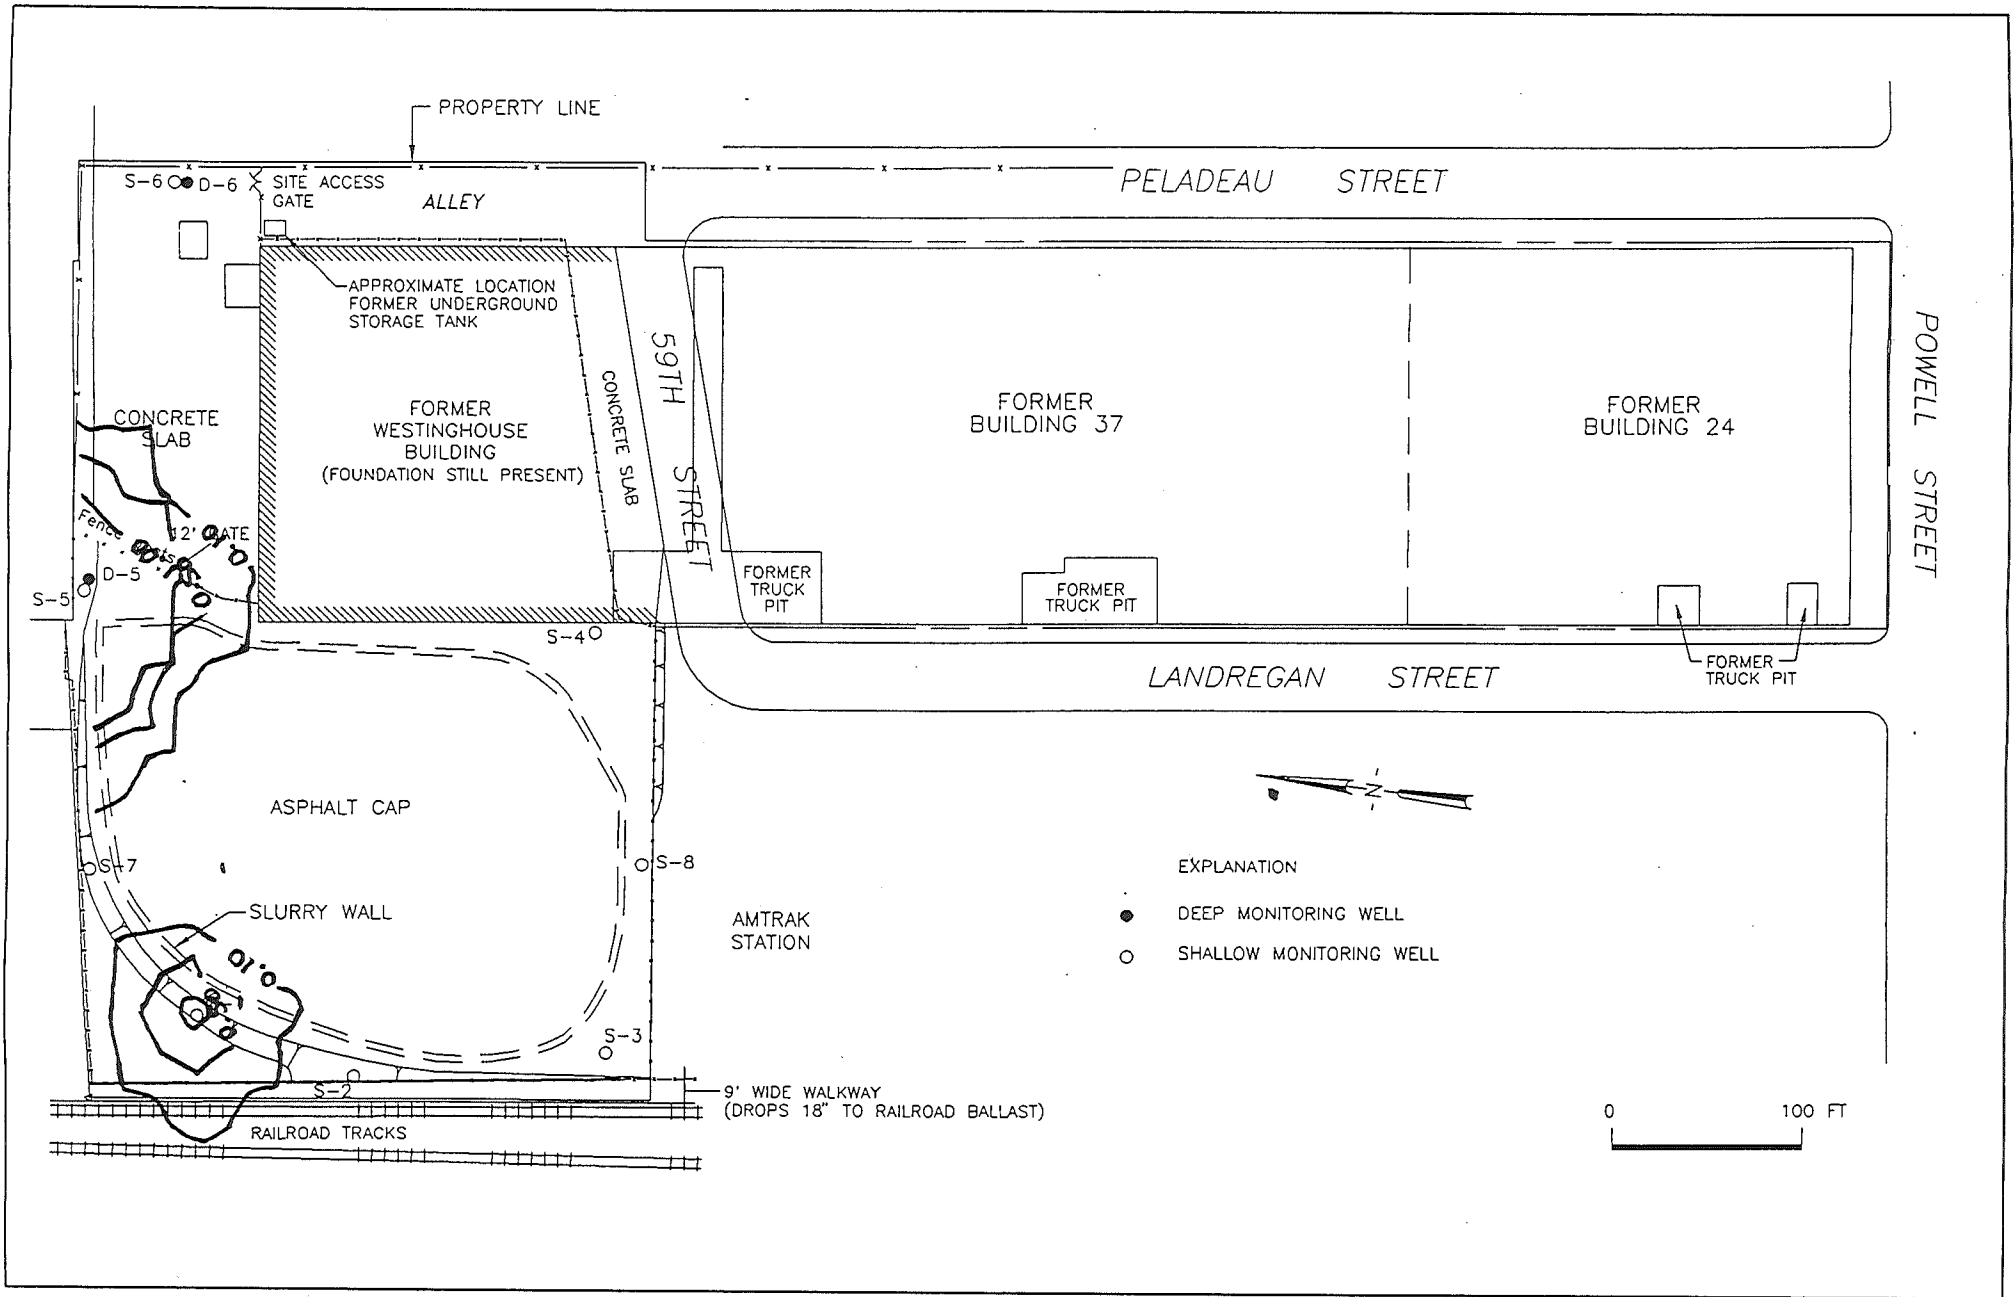 PROPERTY LINE
S-6
D-6
SITE ACCESS
GATE
ALLEY
PELADEAU STREET
APPROXIMATE LOCATION
FORMER UNDERGROUND
STORAGE TANK
CONCRETE
SLAB
FORMER
WESTINGHOUSE
BUILDING
(FOUNDATION STILL PRESENT)
CONCRETE SLAB
59TH STREET
FORMER
BUILDING 37
FORMER
BUILDING 24
POWELL STREET
Fence
12' GATE
D-5
S-5
S-4
FORMER
TRUCK
PIT
FORMER
TRUCK PIT
FORMER
TRUCK PIT
LANDREGAN STREET
ASPHALT CAP
N
S-7
S-8
EXPLANATION
DEEP MONITORING WELL
SHALLOW MONITORING WELL
SLURRY WALL
AMTRAK
STATION
0.10
S-3
S-2
9' WIDE WALKWAY
(DROPS 18" TO RAILROAD BALLAST)
RAILROAD TRACKS
0 100 FT